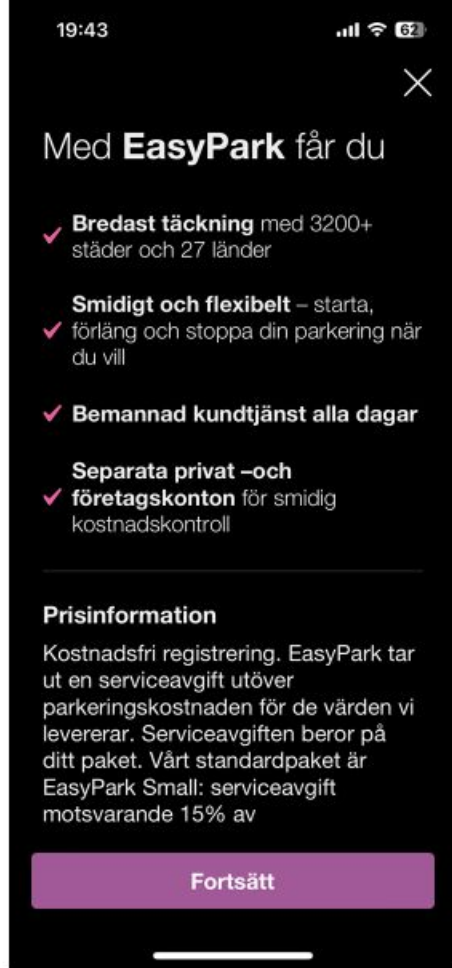 19:43
62
Med EasyPark får du
Bredast täckning med 3200+
städer och 27 länder
Smidigt och flexibelt – starta,
förläng och stoppa din parkering när
du vill
Bemannad kundtjänst alla dagar
Separata privat –och
företagskonton för smidig
kostnadskontroll
Prisinformation
Kostnadsfri registrering. EasyPark tar
ut en serviceavgift utöver
parkeringskostnaden för de värden vi
levererar. Serviceavgiften beror på
ditt paket. Vårt standardpaket är
EasyPark Small: serviceavgift
motsvarande 15% av
Fortsätt